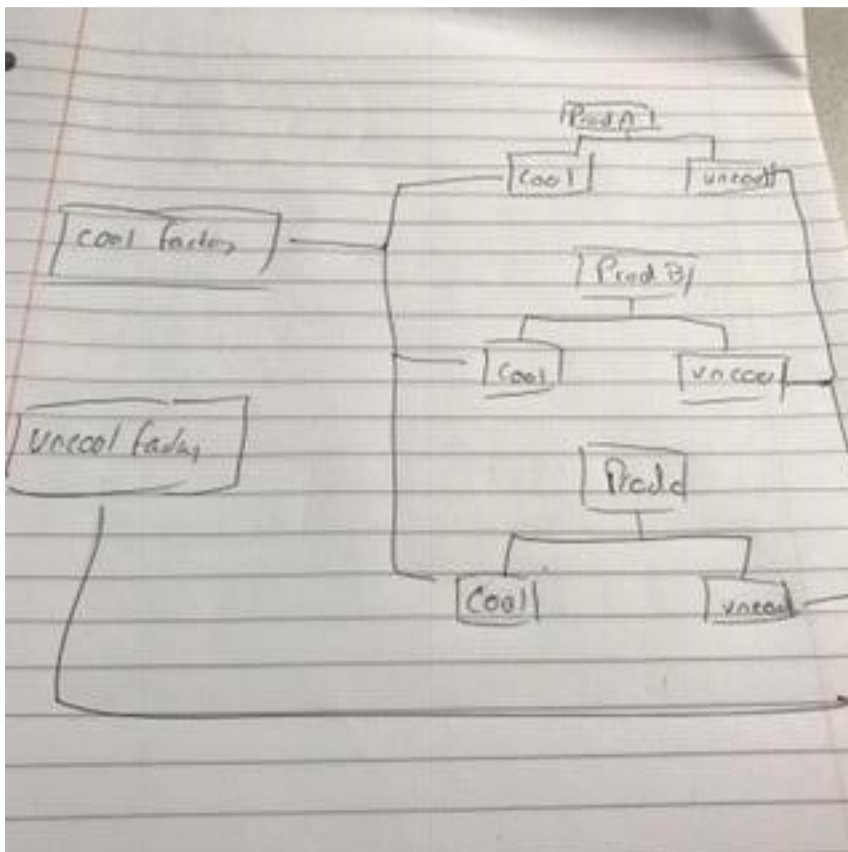 Prod A
Cool
uncool
Cool factory
Prod B
Cool
uncool
Uncool factory
Prod c
Cool
uncool